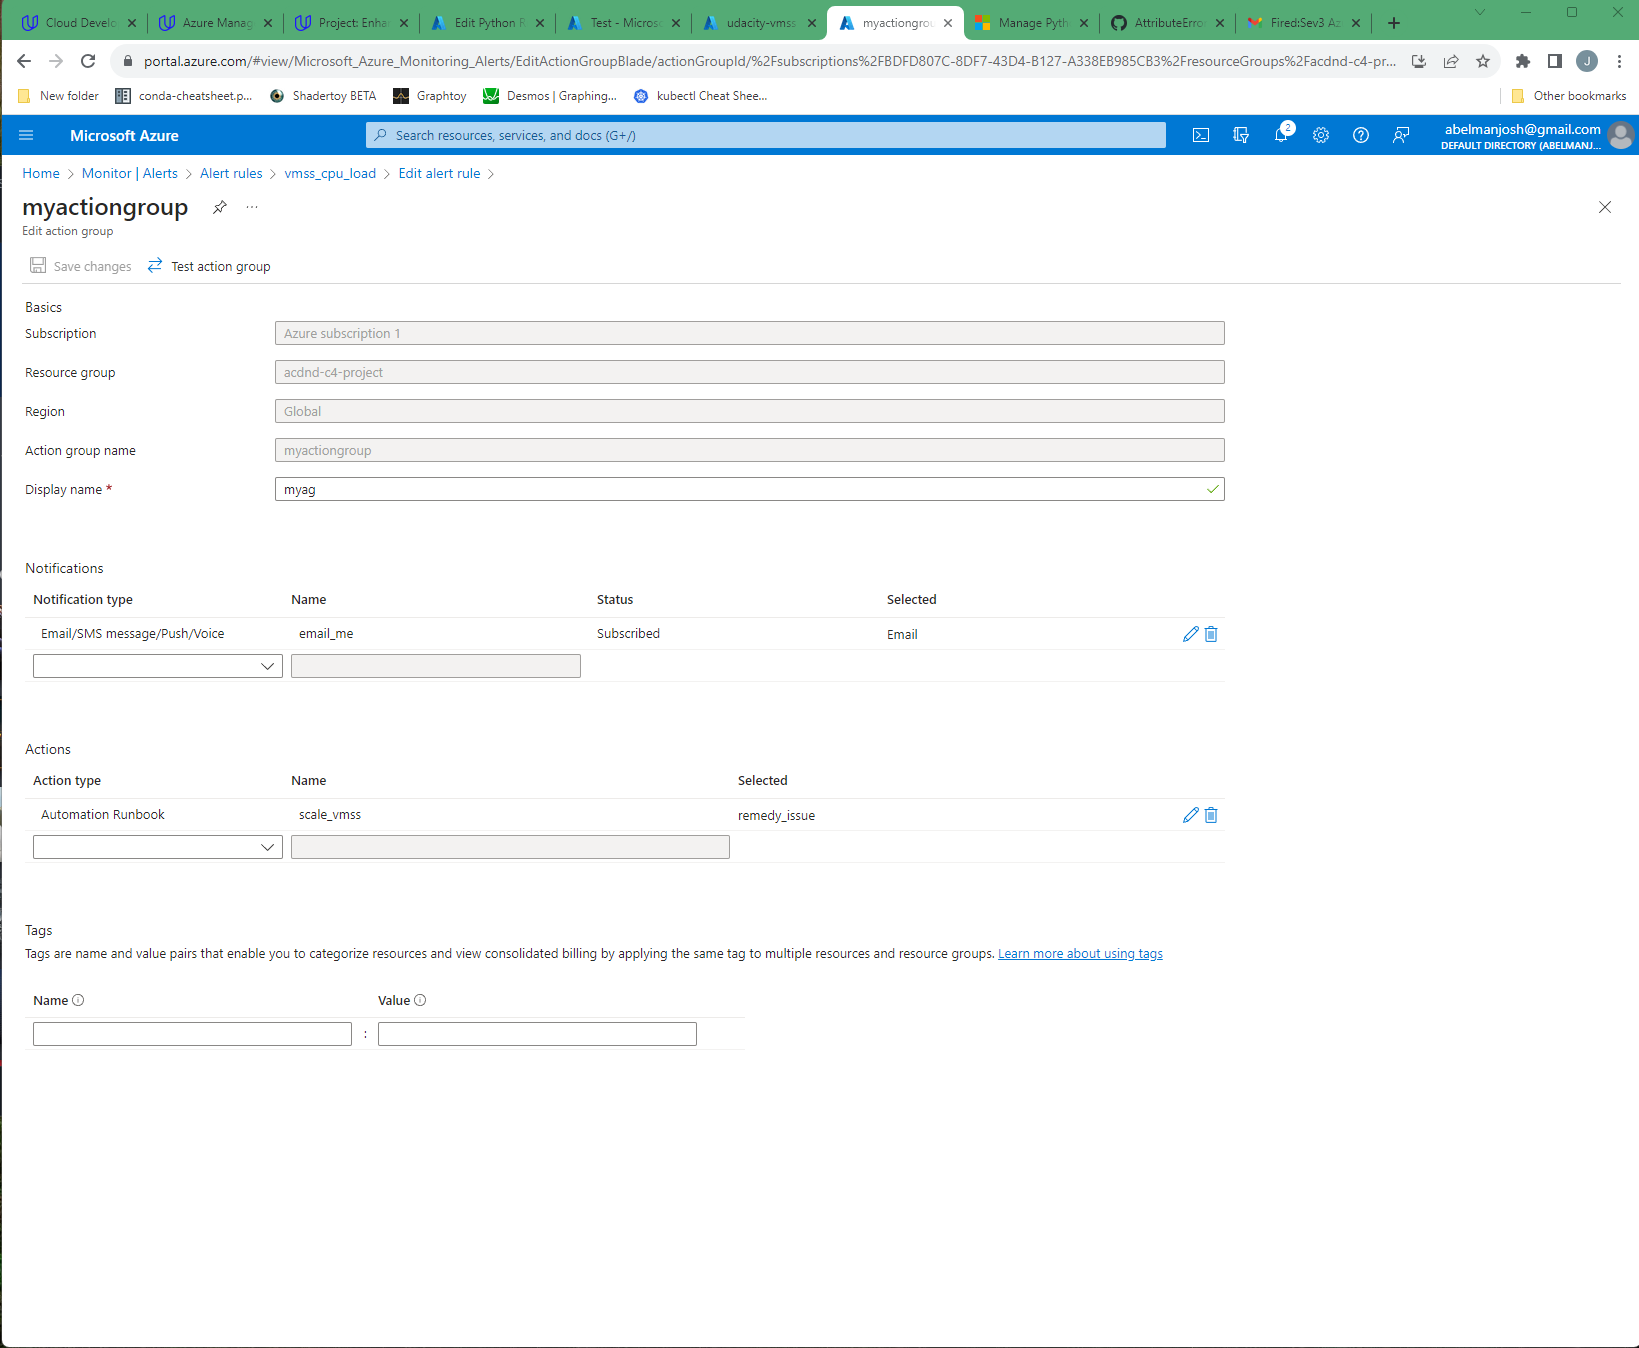 Cloud Develo
Azure Manag
Project: Enha
Edit Python R
Test - Micros
udacity-vmss
myactiongrou
Manage Pyth
AttributeErro
Fired:Sev3 Az
portal.azure.com/#view/Microsoft_Azure_Monitoring_Alerts/EditActionGroupBlade/actionGroupId/%2Fsubscriptions%2FBDFD807C-8DF7-43D4-B127-A338EB985CB3%2FresourceGroups%2Facdnd-c4-pr...
J
New folder
conda-cheatsheet.p...
Shadertoy BETA
Graphtoy
Desmos | Graphing...
kubectl Cheat Shee...
Other bookmarks
Microsoft Azure
Search resources, services, and docs (G+/)
2
abelmanjosh@gmail.com
DEFAULT DIRECTORY (ABELMANJ...
Home > Monitor | Alerts > Alert rules > vmss_cpu_load > Edit alert rule >
myactiongroup ...
Edit action group
Save changes Test action group
Basics
Subscription Azure subscription 1
Resource group acdnd-c4-project
Region Global
Action group name myactiongroup
Display name * myag
Notifications
Notification type Name Status Selected
Email/SMS message/Push/Voice email_me Subscribed Email
Actions
Action type Name Selected
Automation Runbook scale_vmss remedy_issue
Tags
Tags are name and value pairs that enable you to categorize resources and view consolidated billing by applying the same tag to multiple resources and resource groups. Learn more about using tags
Name Value
: